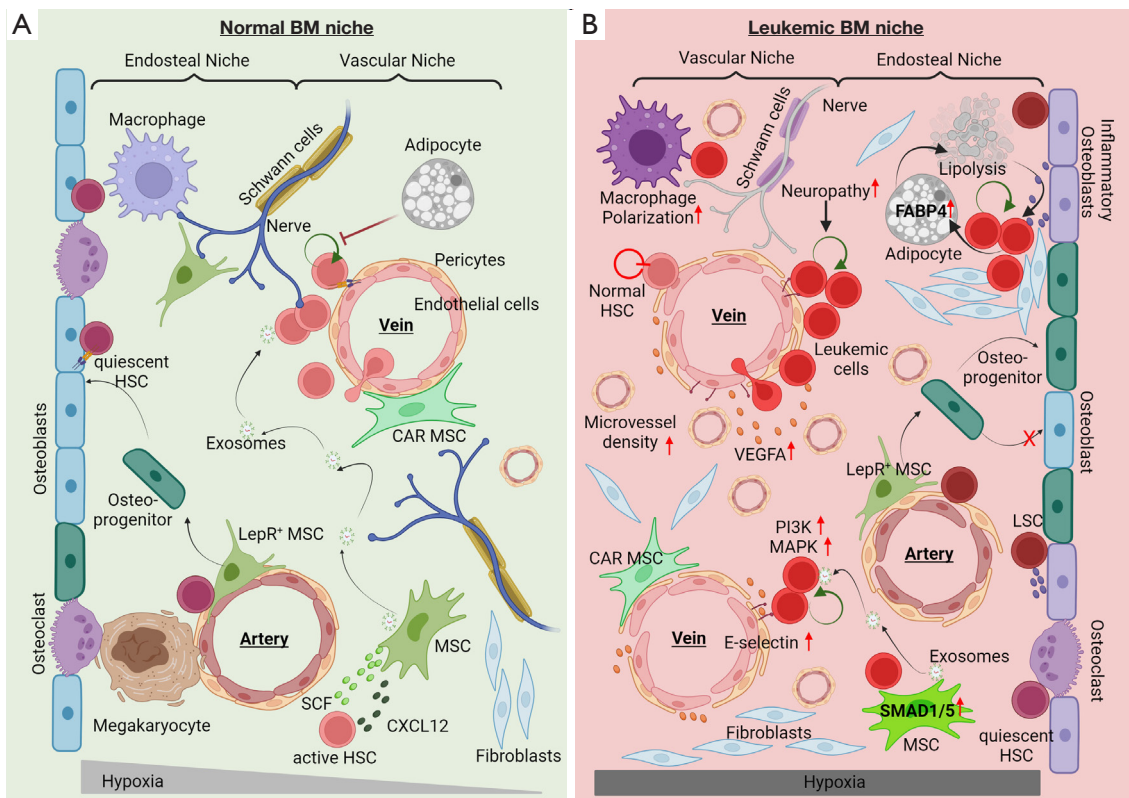 A
Normal BM niche
Endosteal Niche
Vascular Niche
Macrophage
Schwann cells
Adipocyte
Nerve
Pericytes
Endothelial cells
Vein
quiescent
HSC
CAR MSC
Exosomes
Osteoblasts
Osteo-
progenitor
LepR+ MSC
Osteoclast
Artery
MSC
SCF
CXCL12
Megakaryocyte
active HSC
Fibroblasts
Hypoxia
B
Leukemic BM niche
Vascular Niche
Endosteal Niche
Nerve
Schwann cells
Inflammatory
Osteoblasts
Lipolysis
Macrophage
Polarization
Neuropathy
FABP4
Adipocyte
Normal
HSC
Vein
Leukemic
cells
Osteo-
progenitor
Microvessel
density
VEGFA
X
Osteoblast
LepR+ MSC
PI3K
MAPK
LSC
CAR MSC
Artery
Vein
E-selectin
Exosomes
Osteoclast
SMAD1/5
MSC
Fibroblasts
quiescent
HSC
Hypoxia